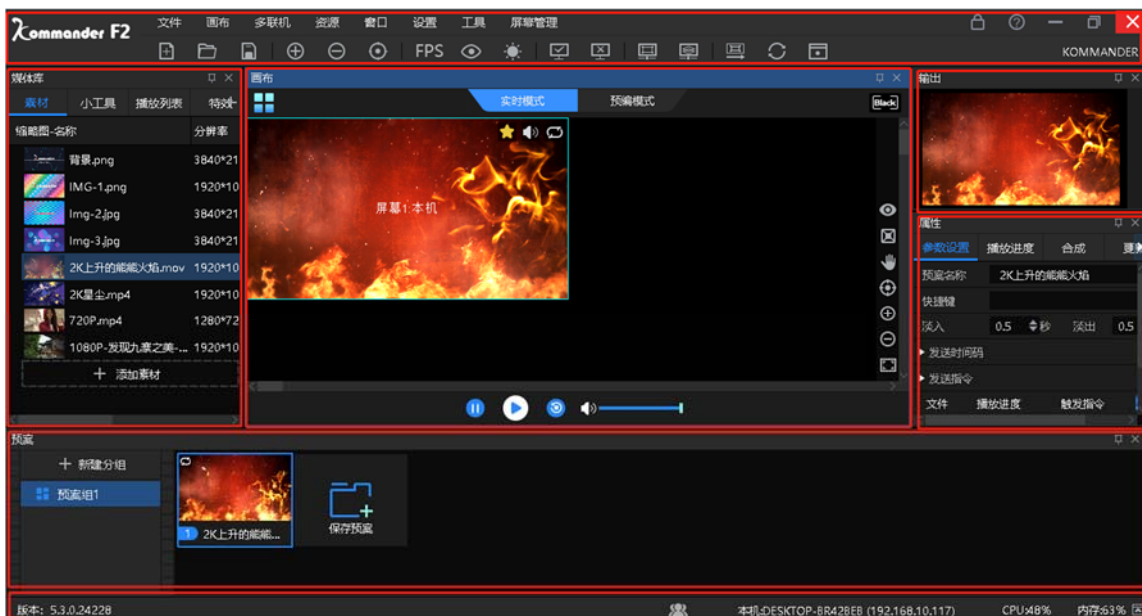 Kommander F2
文件 画布 多联机 资源 窗口 设置 工具 屏幕管理
FPS
KOMMANDER
媒体库
素材 小工具 播放列表 特效
缩略图-名称 分辨率
背景.png 3840*21
IMG-1.png 1920*10
Img-2.jpg 3840*21
Img-3.jpg 3840*21
2K上升的能能火焰.mov 1920*10
2K星尘.mp4 1920*10
720P.mp4 1280*72
1080P-发现九寨之美-... 1920*10
添加素材
画布
实时模式 预编模式
Black
屏幕1:本机
输出
属性
参数设置 播放进度 合成 更
预案名称 2K上升的能能火焰
快捷键
淡入 0.5 秒 淡出 0.5
发送时间码
发送指令
文件 播放进度 触发指令
预案
新建分组
预案组1
1 2K上升的能能...
保存预案
版本: 5.3.0.24228
本机:DESKTOP-BR42BEB (192.168.10.117) CPU:48% 内存:63%